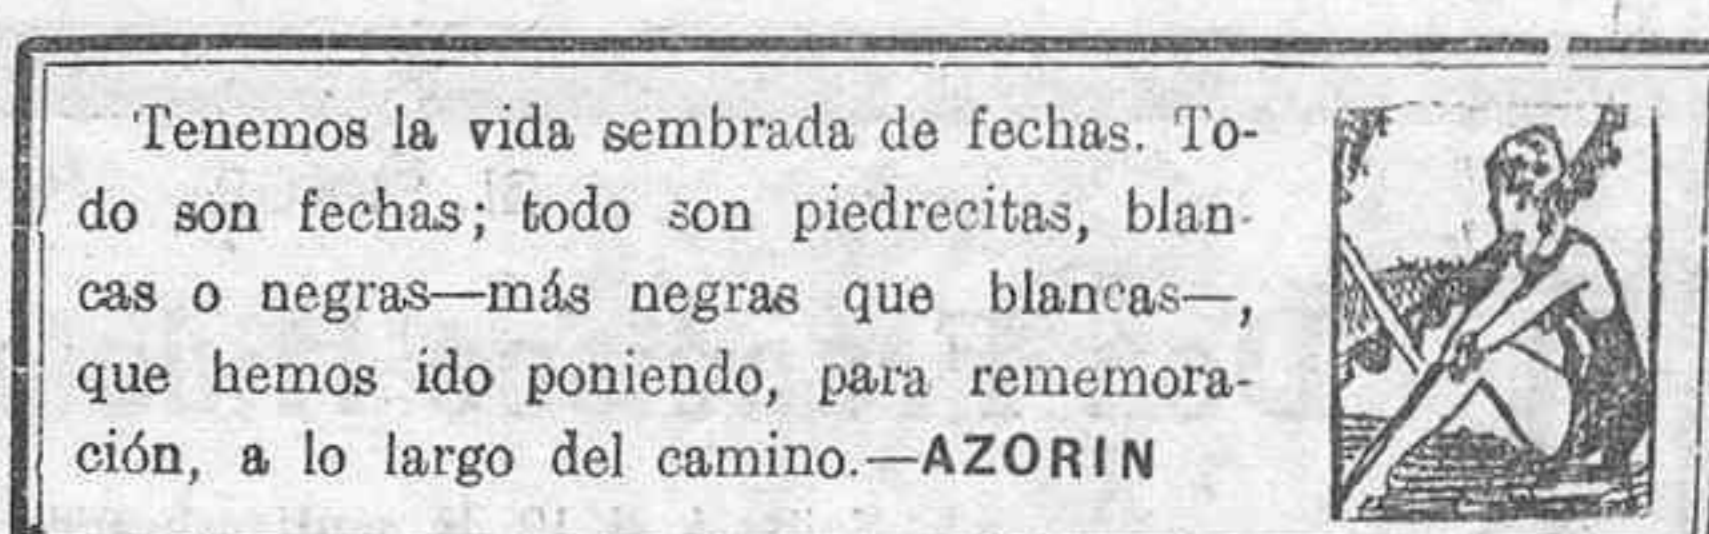 Tenemos la vida sembrada de fechas. To-
do son fechas; todo son piedrecitas, blan-
cas o negras—más negras que blancas—,
que hemos ido poniendo, para rememora-
ción, a lo largo del camino.—AZORIN